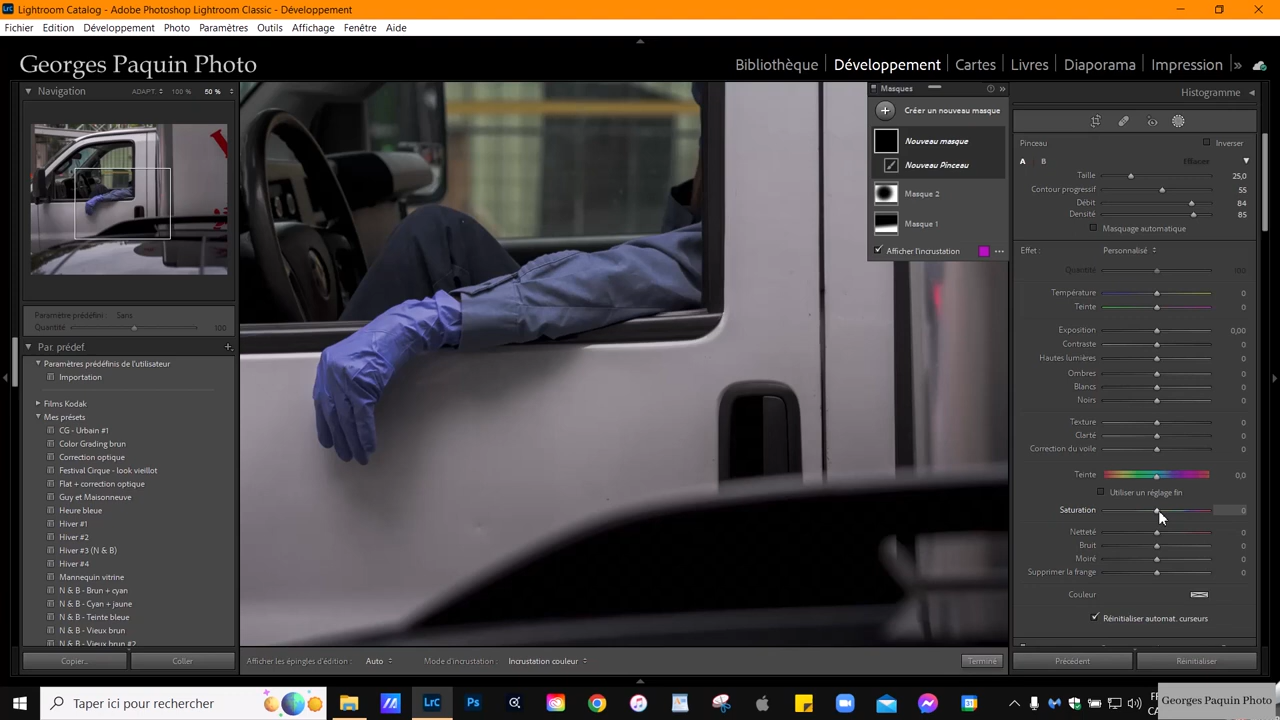 Lightroom Catalog - Adobe Photoshop Lightroom Classic - Développement
Fichier Edition Développement Photo Paramètres Outils Affichage Fenêtre Aide
Georges Paquin Photo
Bibliothèque Développement Cartes Livres Diaporama Impression »
Navigation ADAPT. 100 % 50 %
Paramètre prédéfini : Sans
Quantité 100
Par. prédéf. +
Paramètres prédéfinis de l'utilisateur
Importation
Films Kodak
Mes présets
CG - Urbain #1
Color Grading brun
Correction optique
Festival Cirque - look vieillot
Flat + correction optique
Guy et Maisonneuve
Heure bleue
Hiver #1
Hiver #2
Hiver #3 (N & B)
Hiver #4
Mannequin vitrine
N & B - Brun + cyan
N & B - Cyan + jaune
N & B - Teinte bleue
N & B - Vieux brun
N & B - Vieux brun #2
Copier... Coller
Masques
Créer un nouveau masque
Nouveau masque
Nouveau Pinceau
Masque 2
Masque 1
Afficher l'incrustation
Afficher les épingles d'édition : Auto Mode d'incrustation : Incrustation couleur Terminé
Histogramme
Pinceau Inverser
A B Effacer
Taille 25,0
Contour progressif 55
Débit 84
Densité 85
Masquage automatique
Effet : Personnalisé
Quantité 100
Température 0
Teinte 0
Exposition 0,00
Contraste 0
Hautes lumières 0
Ombres 0
Blancs 0
Noirs 0
Texture 0
Clarté 0
Correction du voile 0
Teinte 0,0
Utiliser un réglage fin
Saturation 0
Netteté 0
Bruit 0
Moiré 0
Supprimer la frange 0
Couleur
Réinitialiser automat. curseurs
Précédent Réinitialiser
Taper ici pour rechercher
LrC Ps
Georges Paquin Photo